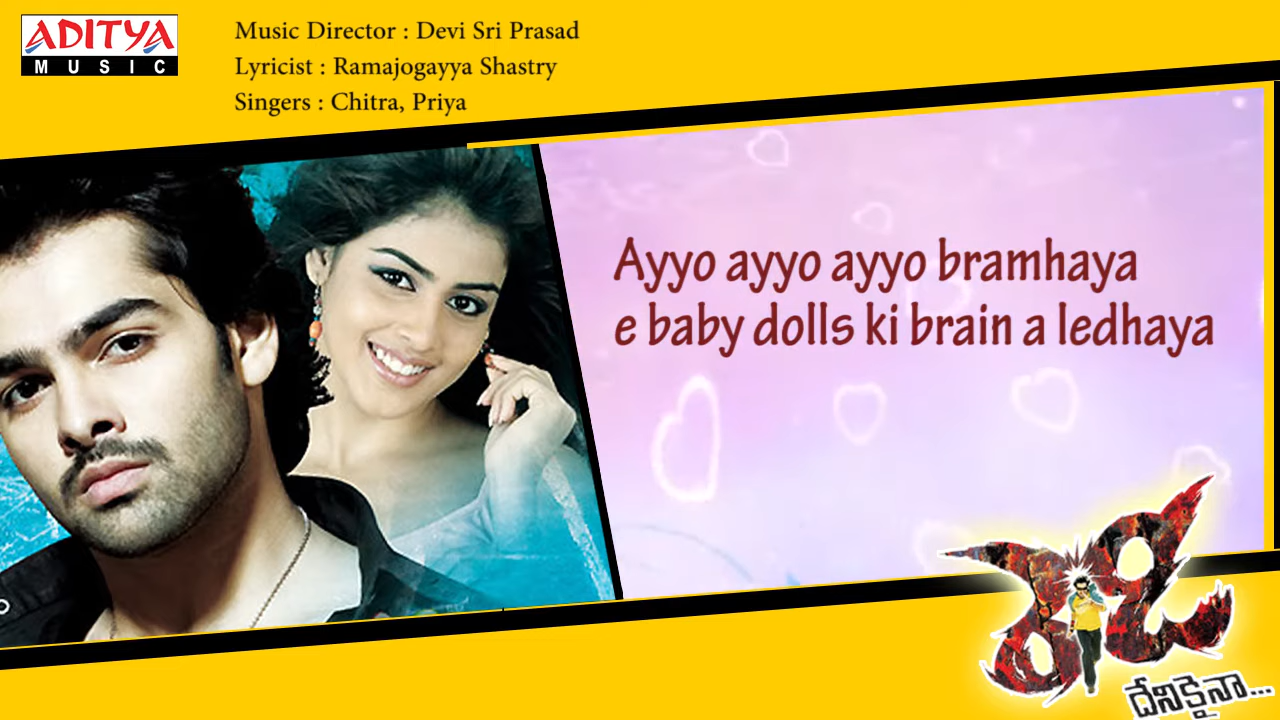 ADITYA
MUSIC
Music Director : Devi Sri Prasad
Lyricist : Ramajogayya Shastry
Singers : Chitra, Priya
Ayyo ayyo ayyo bramhaya
e baby dolls ki brain a ledhaya
రెఢీ
దేనికైనా...